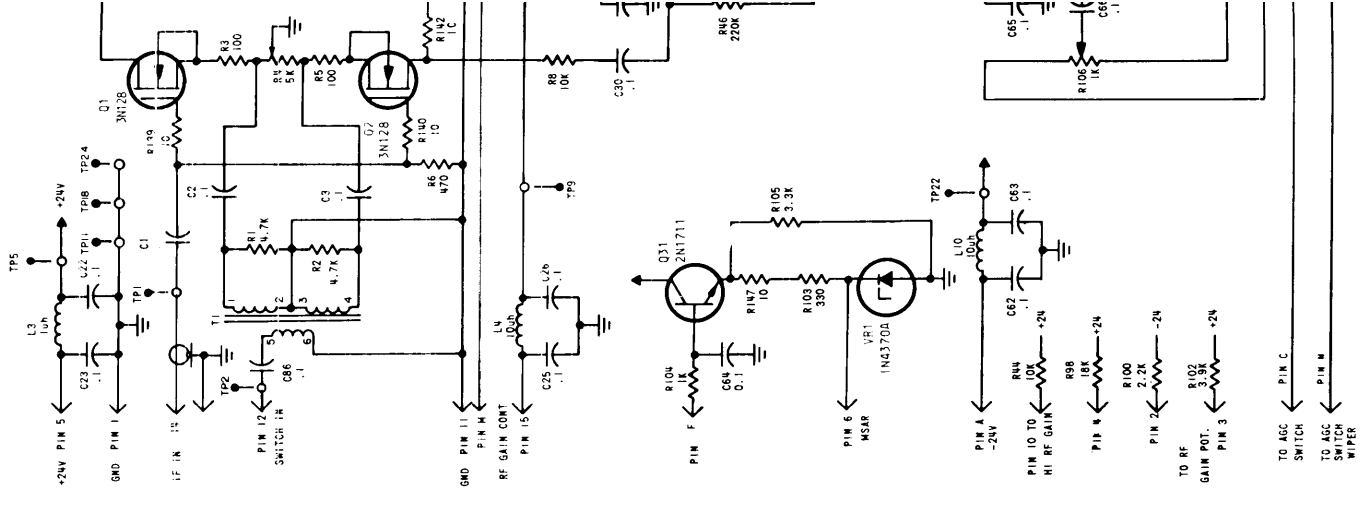 Q1
3N128
R3
100
R4
5K
R5
100
Q2
3N128
R142
R139
10
R140
10
R6
470
R8
10K
C30
.1
R46
220K
C65
.1
C66
.1
R106
1K
TP24
TP18
TP11
+24V
TP5
C22
.1
L3
1uh
C23
.1
TP1
C1
C2
.1
C3
.1
R1
4.7K
R2
4.7K
T1
1
2
3
4
5
6
TP2
C86
.1
TP9
L4
10uh
C26
.1
C25
.1
Q31
2N1711
R105
3.3K
R147
10
R103
330
VR1
1N4370A
R104
1K
C64
0.1
TP22
L10
10uh
C63
.1
C62
.1
R44
10K
+24
R98
18K
+24
R100
2.2K
-24
R102
3.9K
+24
PIN C
PIN M
+24V PIN 5
GND PIN 1
IF IN 14
PIN 12
SWITCH IN
GND PIN 11
PIN M
RF GAIN CONT
PIN 15
PIN F
PIN 6
MSAR
PIN A
-24V
PIN 10 TO
HI RF GAIN
PIN 4
PIN 2
TO RF
GAIN POT.
PIN 3
TO AGC
SWITCH
TO AGC
SWITCH
WIPER